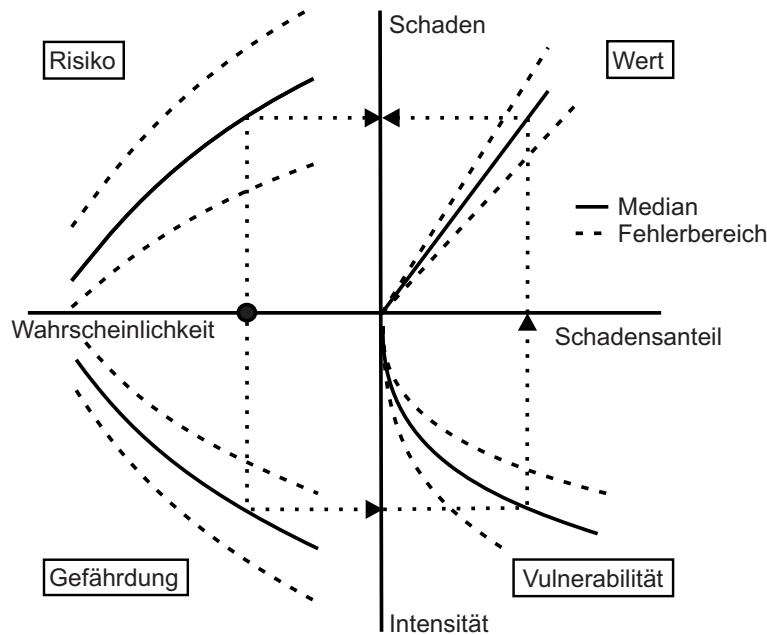 Schaden
Risiko
Wert
Median
Fehlerbereich
Wahrscheinlichkeit
Schadensanteil
Gefährdung
Vulnerabilität
Intensität